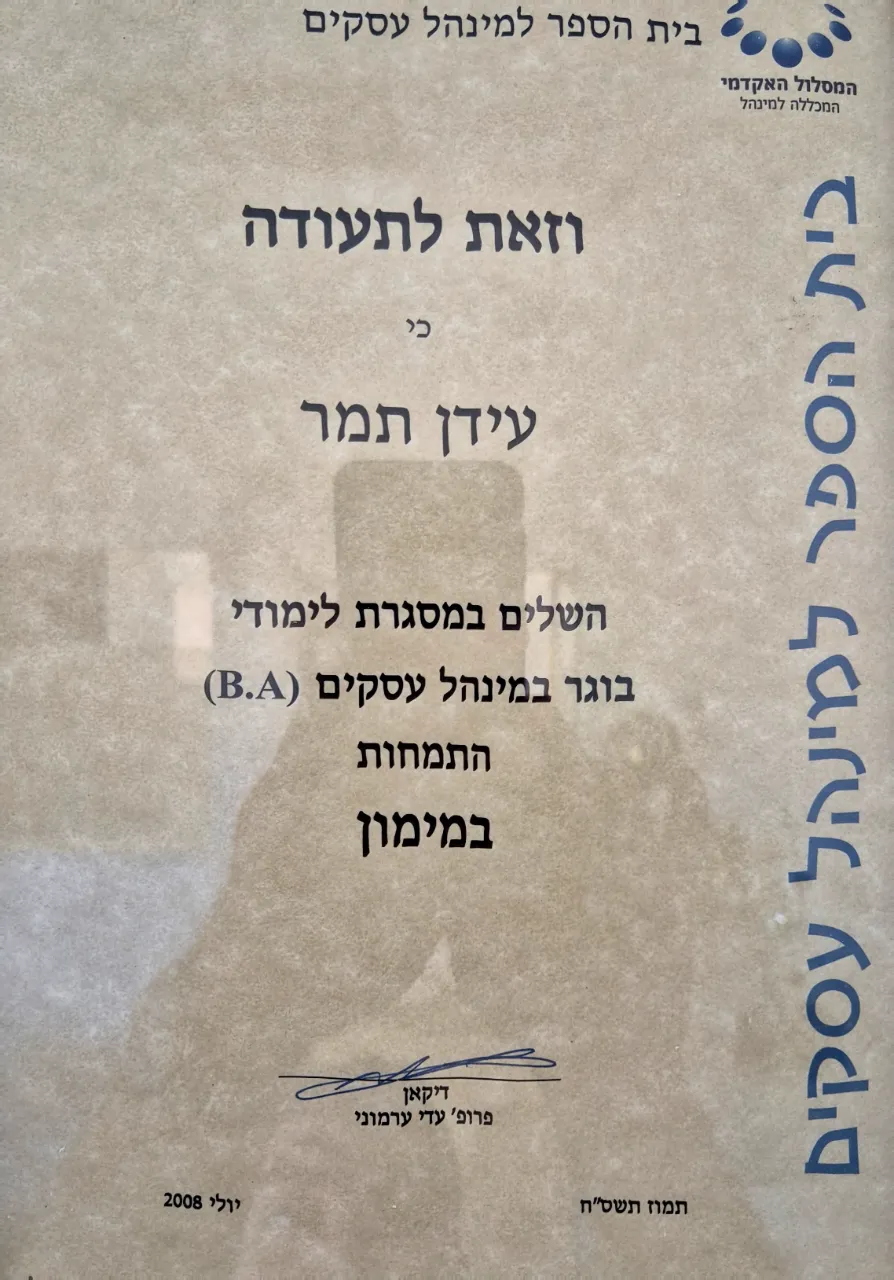 בית הספר למינהל עסקים
המסלול האקדמי
המכללה למינהל
בית הספר למינהל עסקים
וזאת לתעודה
כי
עידן תמר
השלים במסגרת לימודי
בוגר במינהל עסקים (B.A)
התמחות
במימון
דיקאן
פרופ' עדי ערמוני
תמוז תשס"ח
יולי 2008